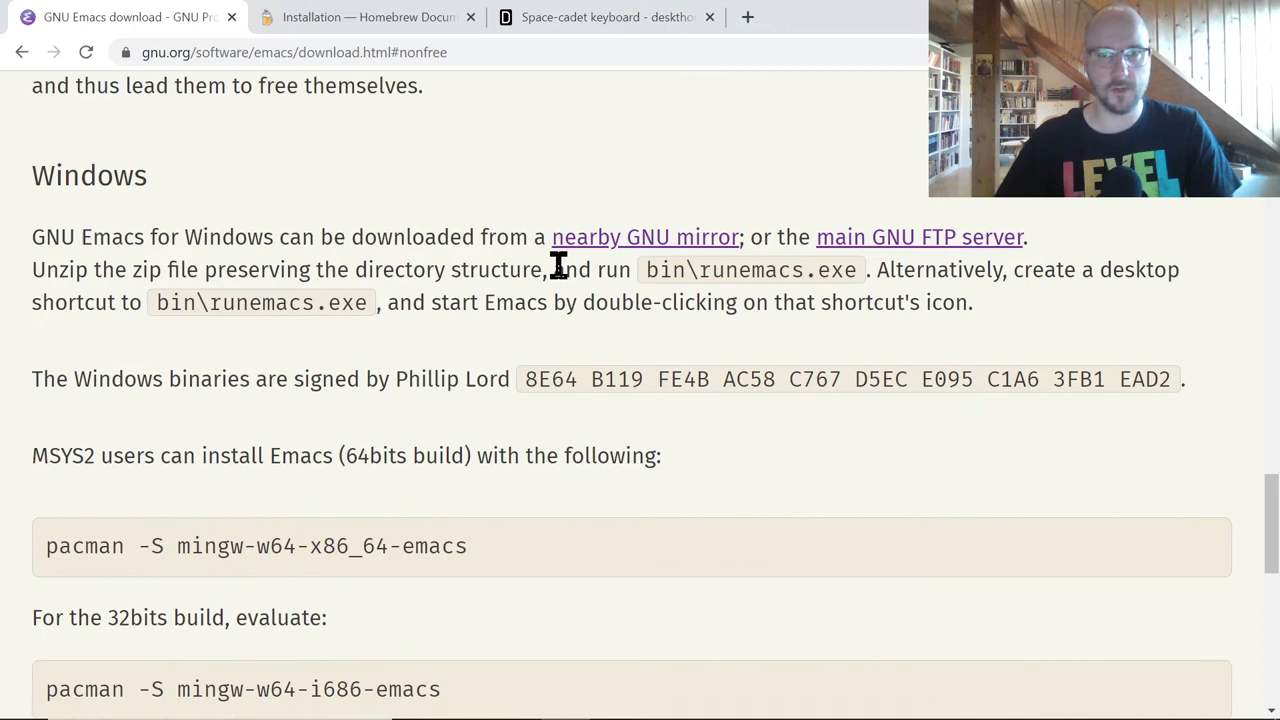 GNU Emacs download - GNU Pro
Installation — Homebrew Docum
Space-cadet keyboard - desktho
gnu.org/software/emacs/download.html#nonfree
and thus lead them to free themselves.
Windows
GNU Emacs for Windows can be downloaded from a nearby GNU mirror; or the main GNU FTP server.
Unzip the zip file preserving the directory structure, and run bin\runemacs.exe. Alternatively, create a desktop
shortcut to bin\runemacs.exe, and start Emacs by double-clicking on that shortcut's icon.
The Windows binaries are signed by Phillip Lord 8E64 B119 FE4B AC58 C767 D5EC E095 C1A6 3FB1 EAD2.
MSYS2 users can install Emacs (64bits build) with the following:
pacman -S mingw-w64-x86_64-emacs
For the 32bits build, evaluate:
pacman -S mingw-w64-i686-emacs
LEVEL